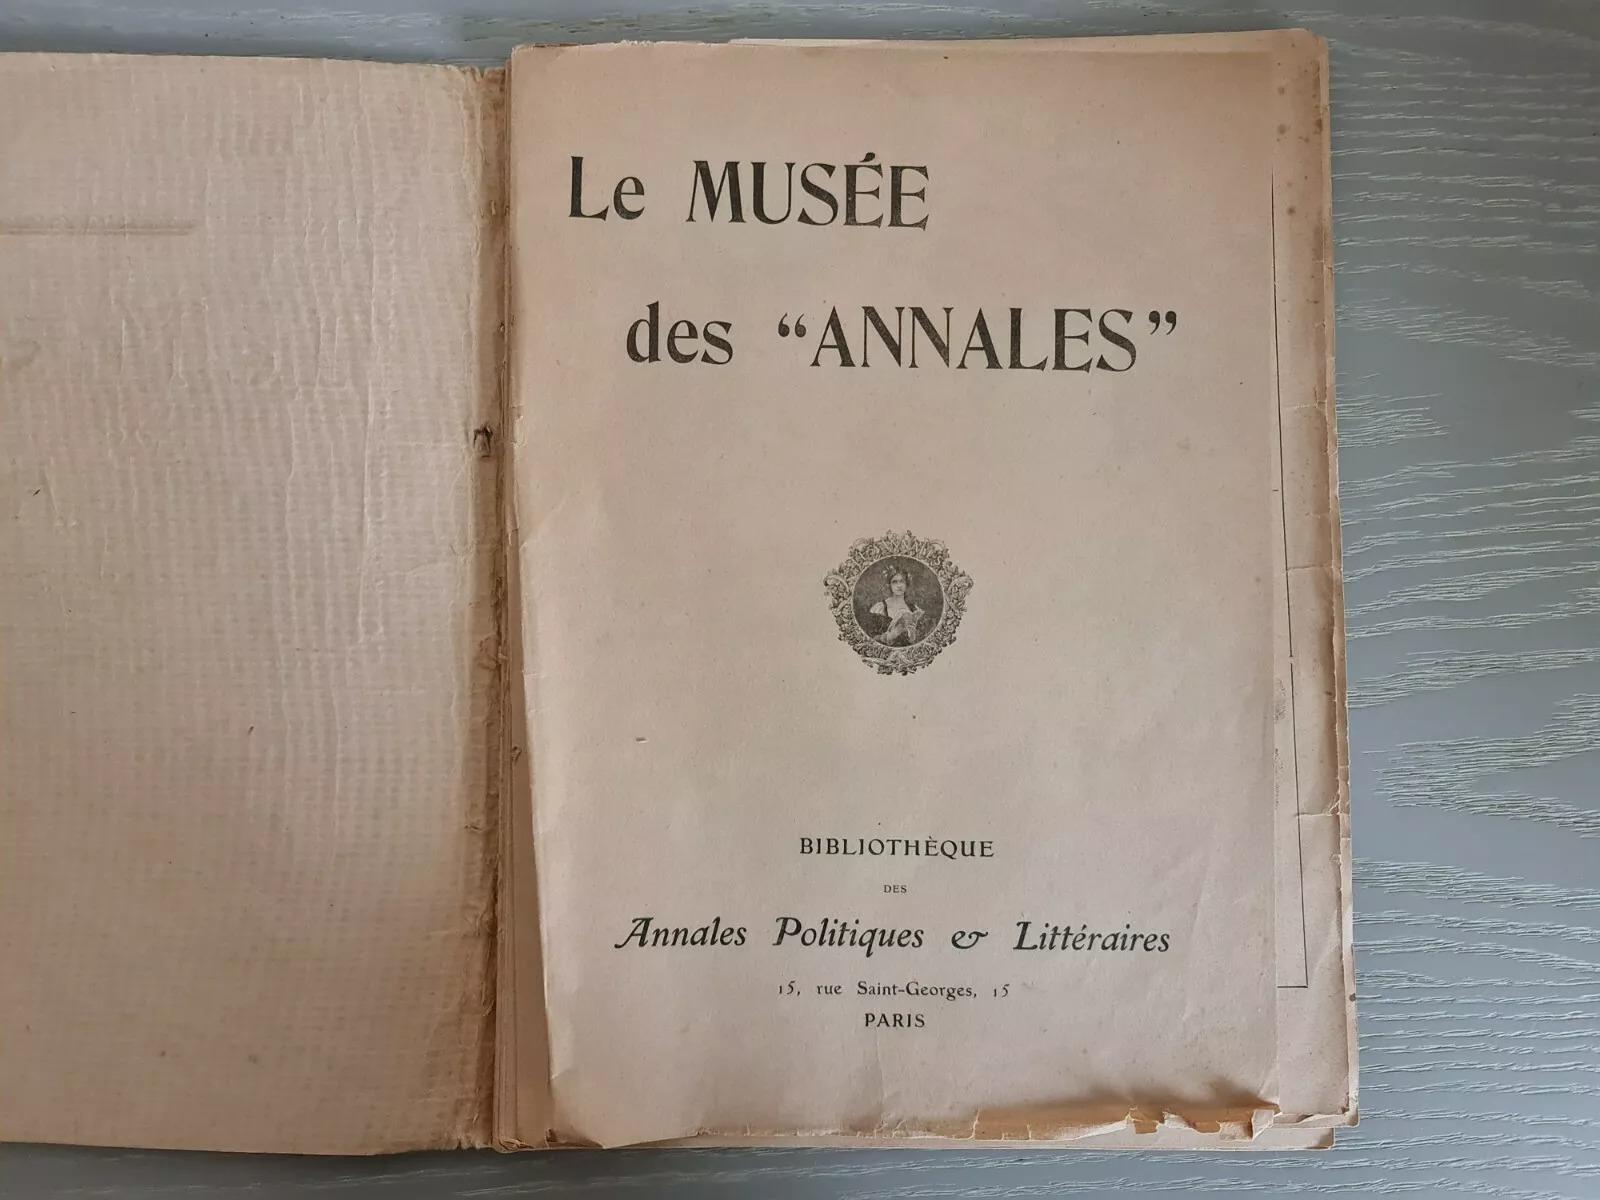 Le MUSÉE
des “ANNALES”
BIBLIOTHÈQUE
DES
Annales Politiques & Littéraires
15, rue Saint-Georges, 15
PARIS